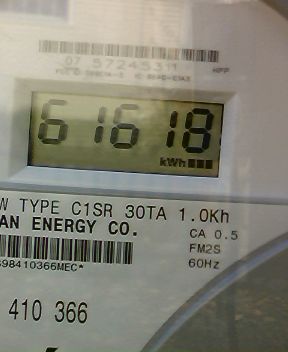 07 57245311
61618
kWh
W TYPE C1SR 30TA 1.0Kh
AN ENERGY CO.
CA 0.5
FM2S
60Hz
98410366MEC*
410 366